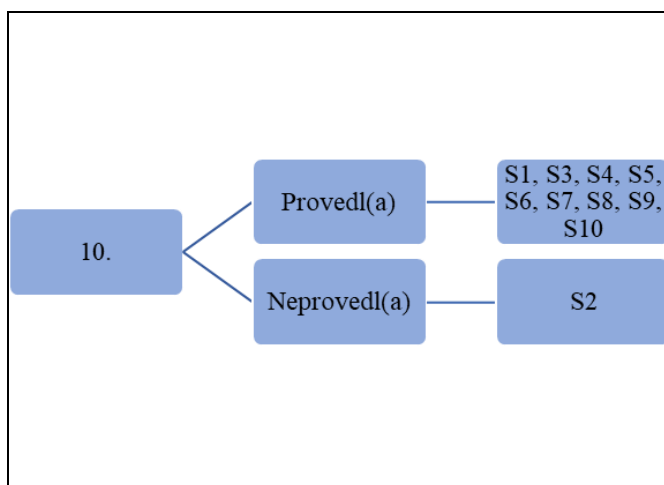 10.
Provedl(a)
S1, S3, S4, S5,
S6, S7, S8, S9,
S10
Neprovedl(a)
S2